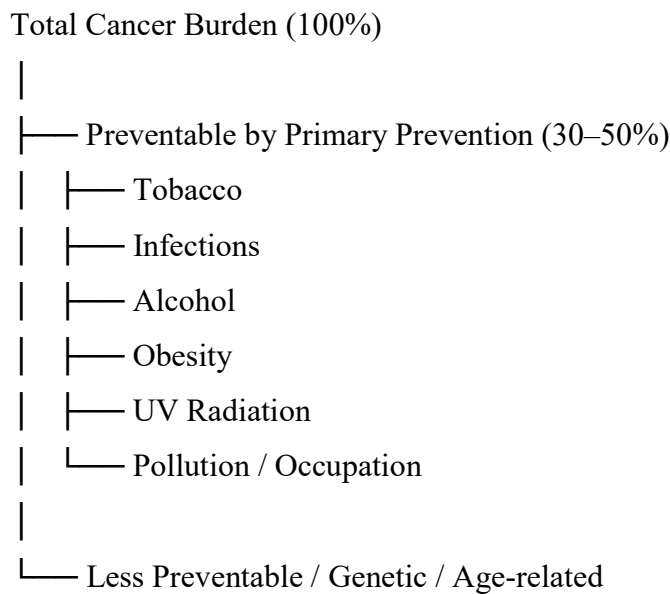 Total Cancer Burden (100%)
│
├── Preventable by Primary Prevention (30–50%)
│ ├── Tobacco
│ ├── Infections
│ ├── Alcohol
│ ├── Obesity
│ ├── UV Radiation
│ └── Pollution / Occupation
│
└── Less Preventable / Genetic / Age-related